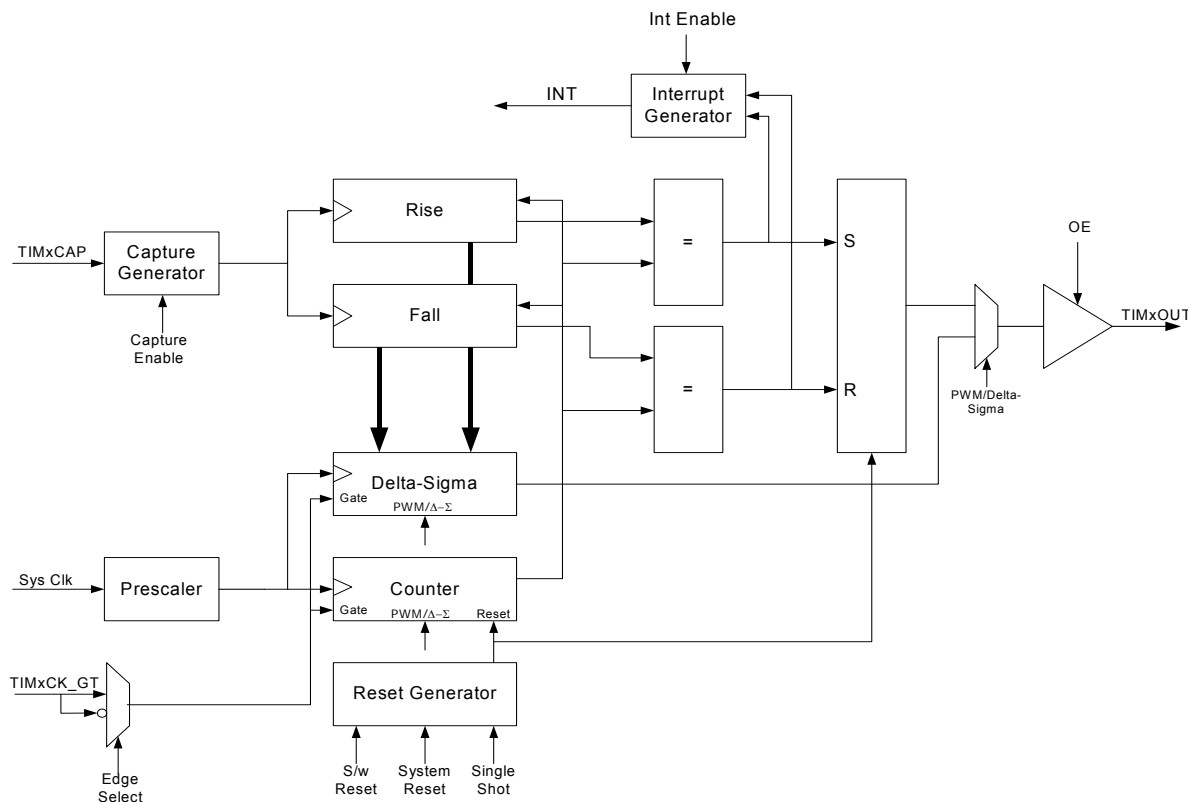 Int Enable
INT
Interrupt
Generator
Rise
TIMxCAP
Capture
Generator
=
S
OE
Fall
TIMxOUT
Capture
Enable
=
R
PWM/Delta-
Sigma
Delta-Sigma
Gate
PWM/Δ–Σ
Sys Clk
Prescaler
Counter
Gate
PWM/Δ–Σ
Reset
TIMxCK_GT
Reset Generator
Edge
Select
S/w
Reset
System
Reset
Single
Shot